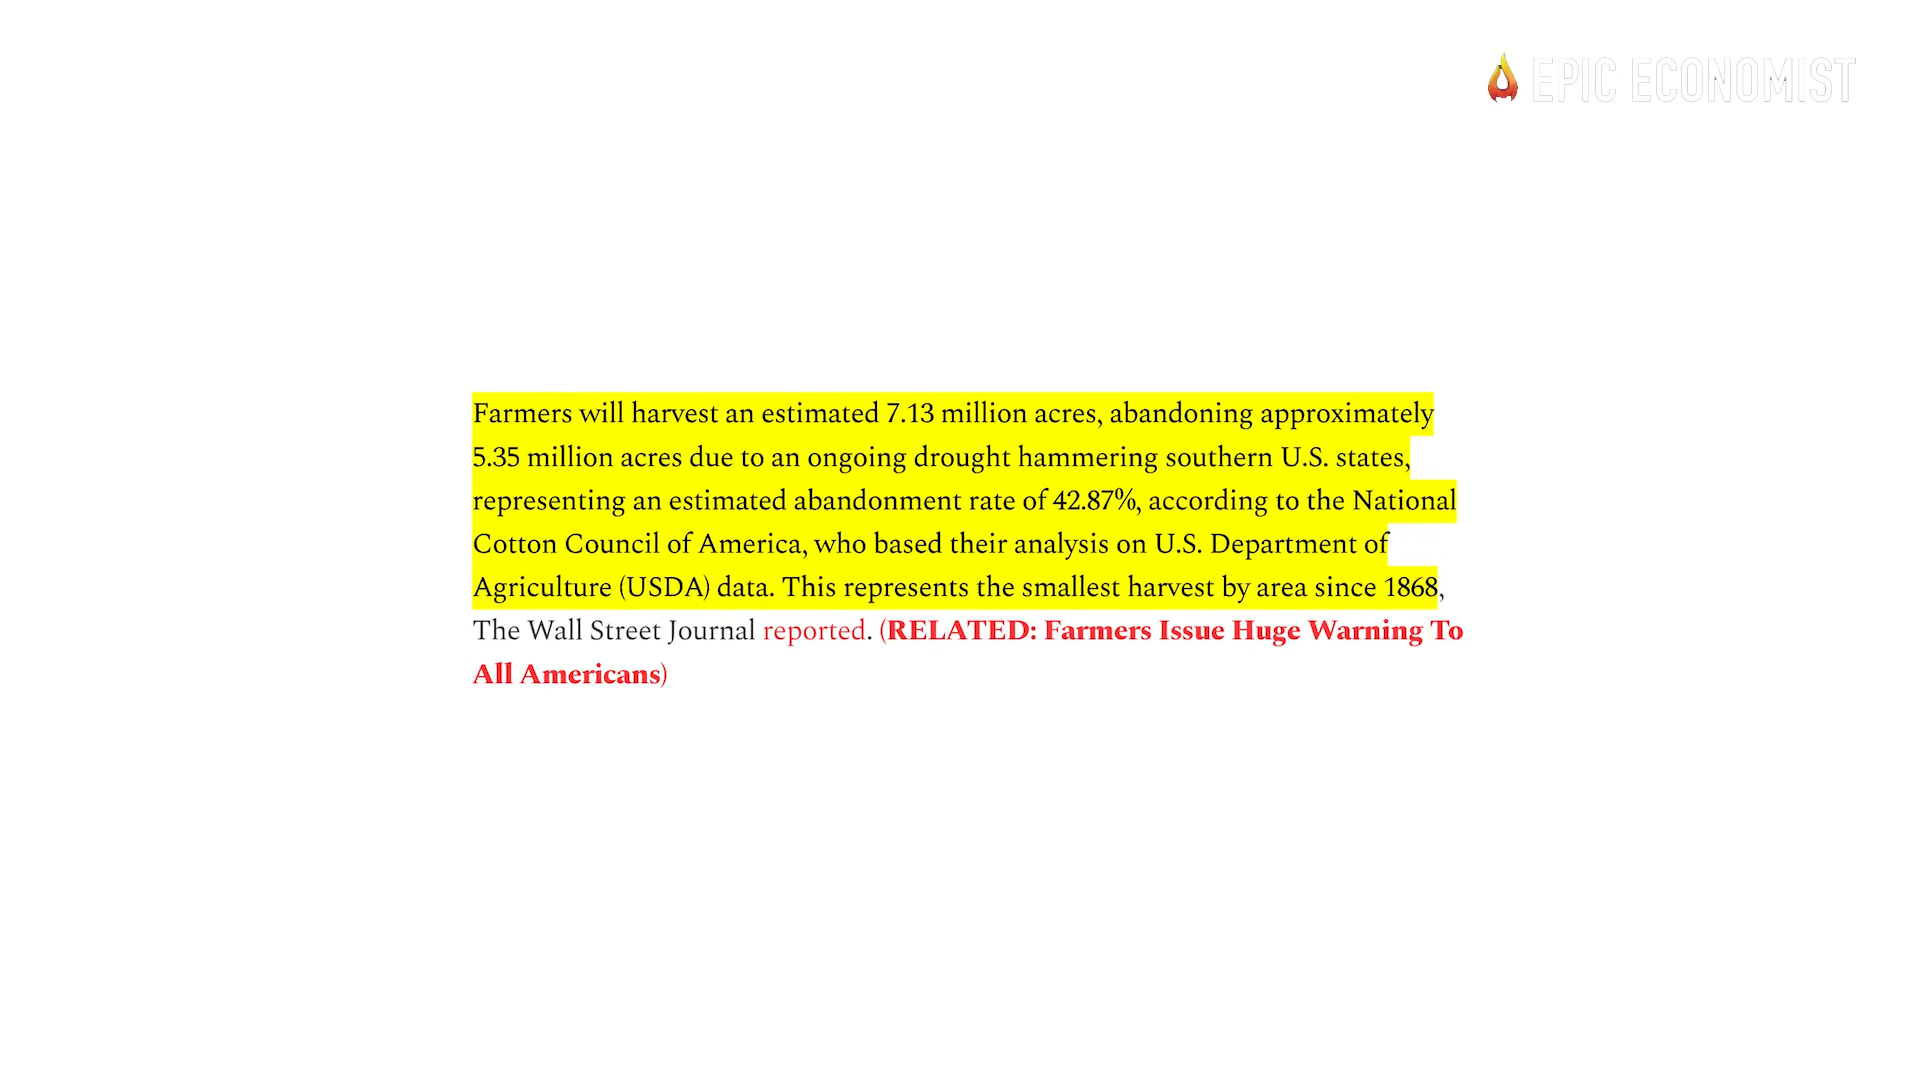 EPIC ECONOMIST
Farmers will harvest an estimated 7.13 million acres, abandoning approximately
5.35 million acres due to an ongoing drought hammering southern U.S. states,
representing an estimated abandonment rate of 42.87%, according to the National
Cotton Council of America, who based their analysis on U.S. Department of
Agriculture (USDA) data. This represents the smallest harvest by area since 1868,
The Wall Street Journal reported. (RELATED: Farmers Issue Huge Warning To
All Americans)